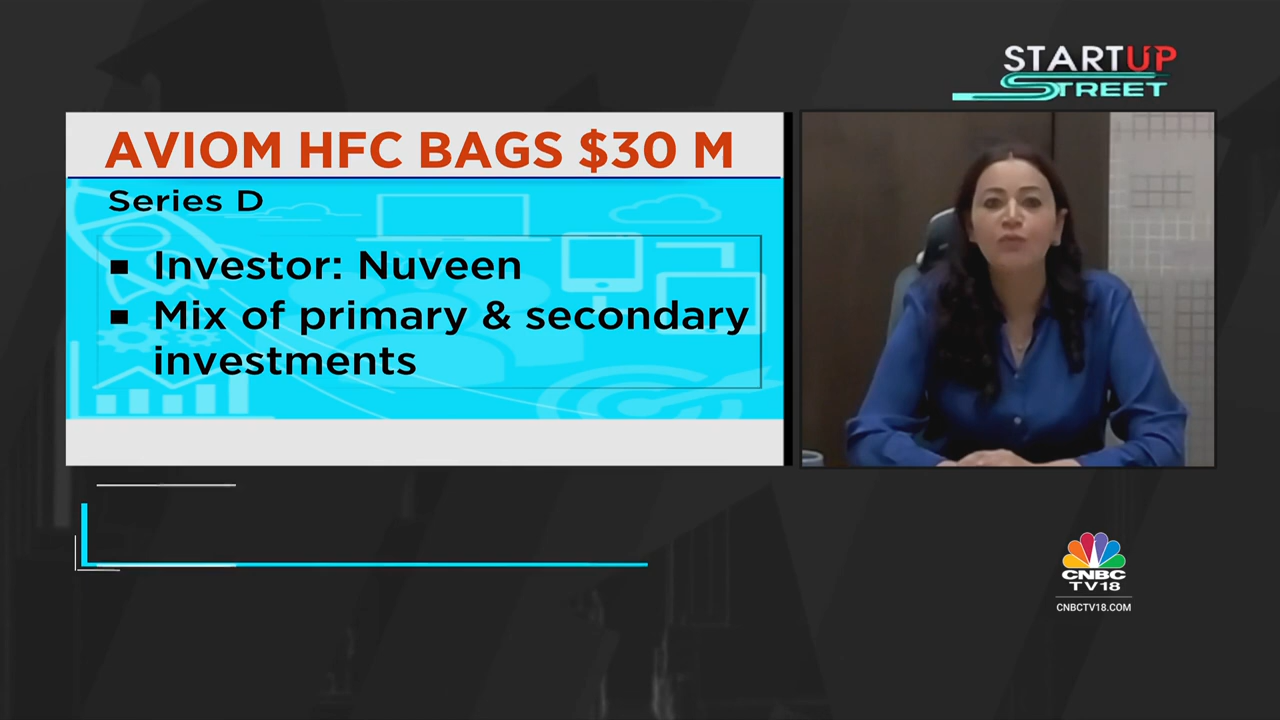 STARTUP
STREET
AVIOM HFC BAGS $30 M
Series D
Investor: Nuveen
Mix of primary & secondary
investments
CNBC
TV18
CNBCTV18.COM